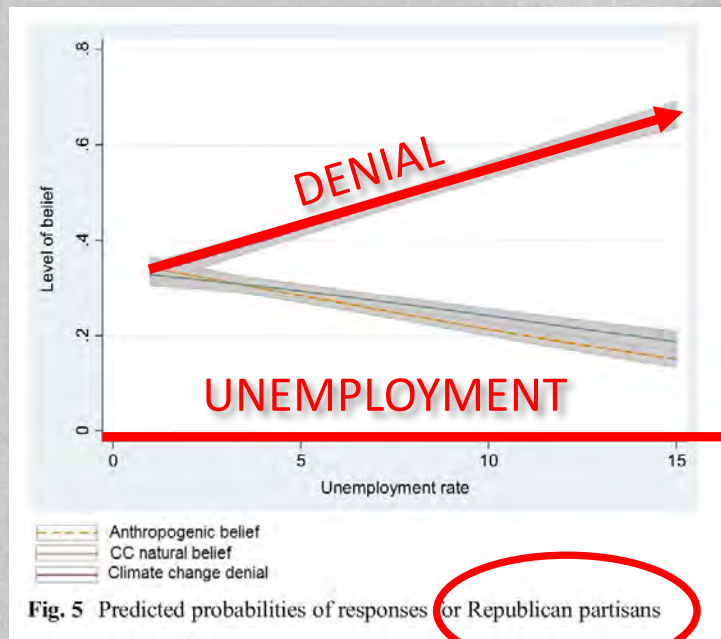 .8
.6
.4
.2
0
Level of belief
DENIAL
UNEMPLOYMENT
0 5 10 15
Unemployment rate
Anthropogenic belief
CC natural belief
Climate change denial
Fig. 5 Predicted probabilities of responses for Republican partisans